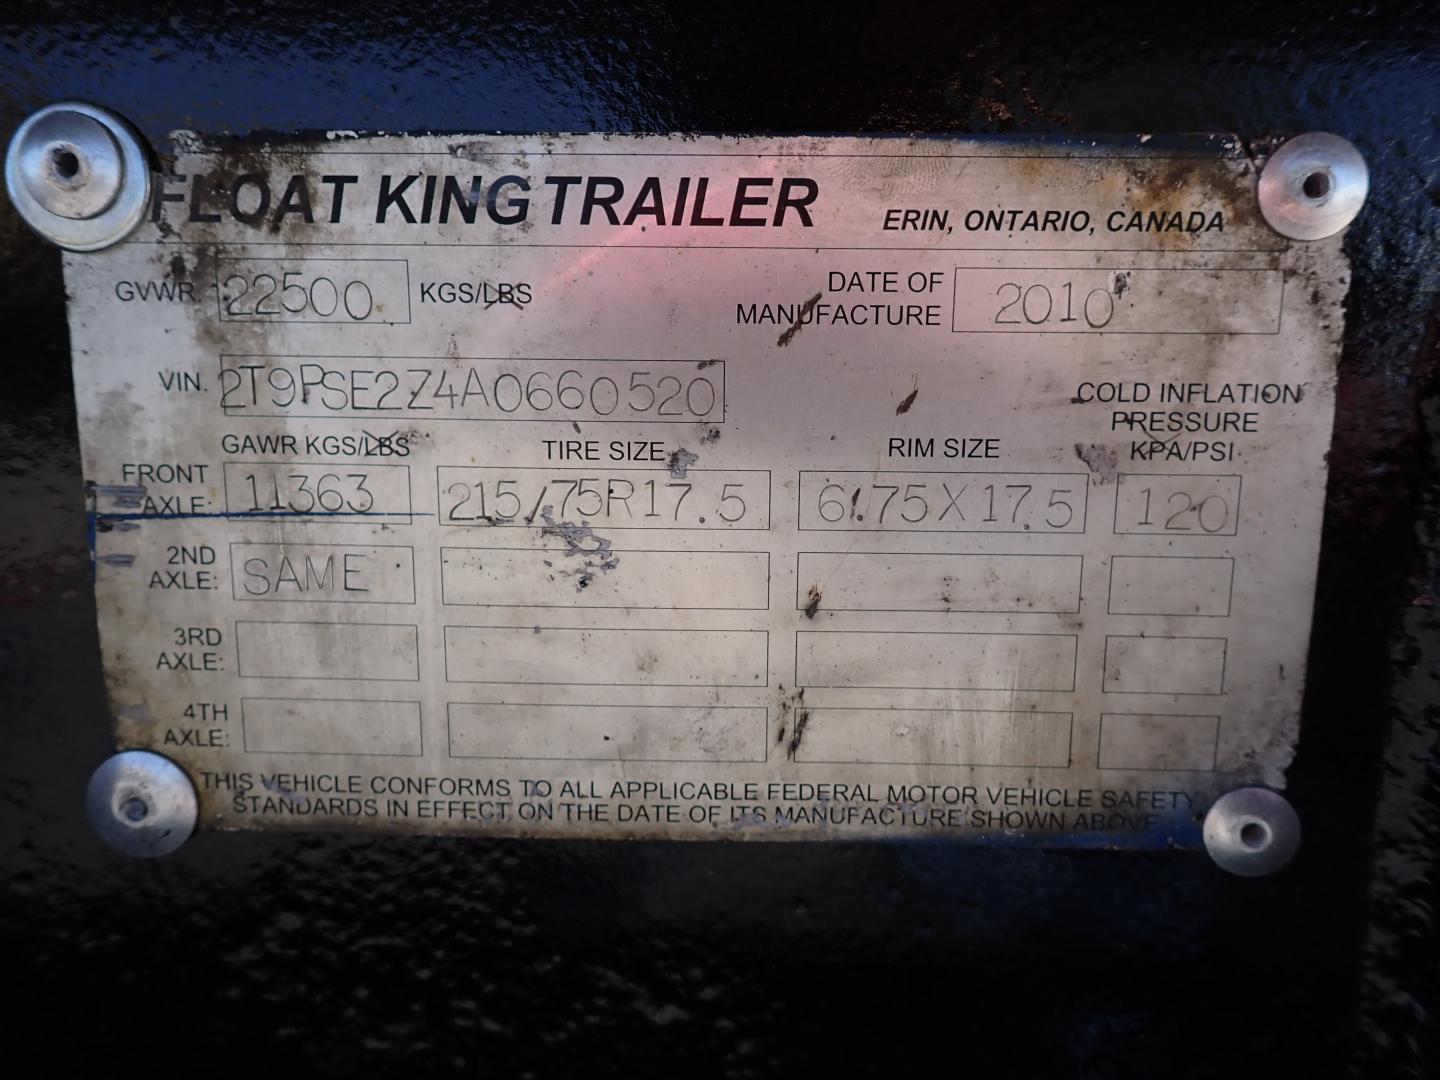 FLOAT KING TRAILER ERIN, ONTARIO, CANADA
GVWR. 22500 KGS/LBS DATE OF MANUFACTURE 2010
VIN. 2T9PSE2Z4A0660520
GAWR KGS/LBS TIRE SIZE RIM SIZE COLD INFLATION PRESSURE KPA/PSI
FRONT AXLE: 11363 215/75R17.5 6.75X17.5 120
2ND AXLE: SAME
3RD AXLE:
4TH AXLE:
THIS VEHICLE CONFORMS TO ALL APPLICABLE FEDERAL MOTOR VEHICLE SAFETY
STANDARDS IN EFFECT ON THE DATE OF ITS MANUFACTURE SHOWN ABOVE